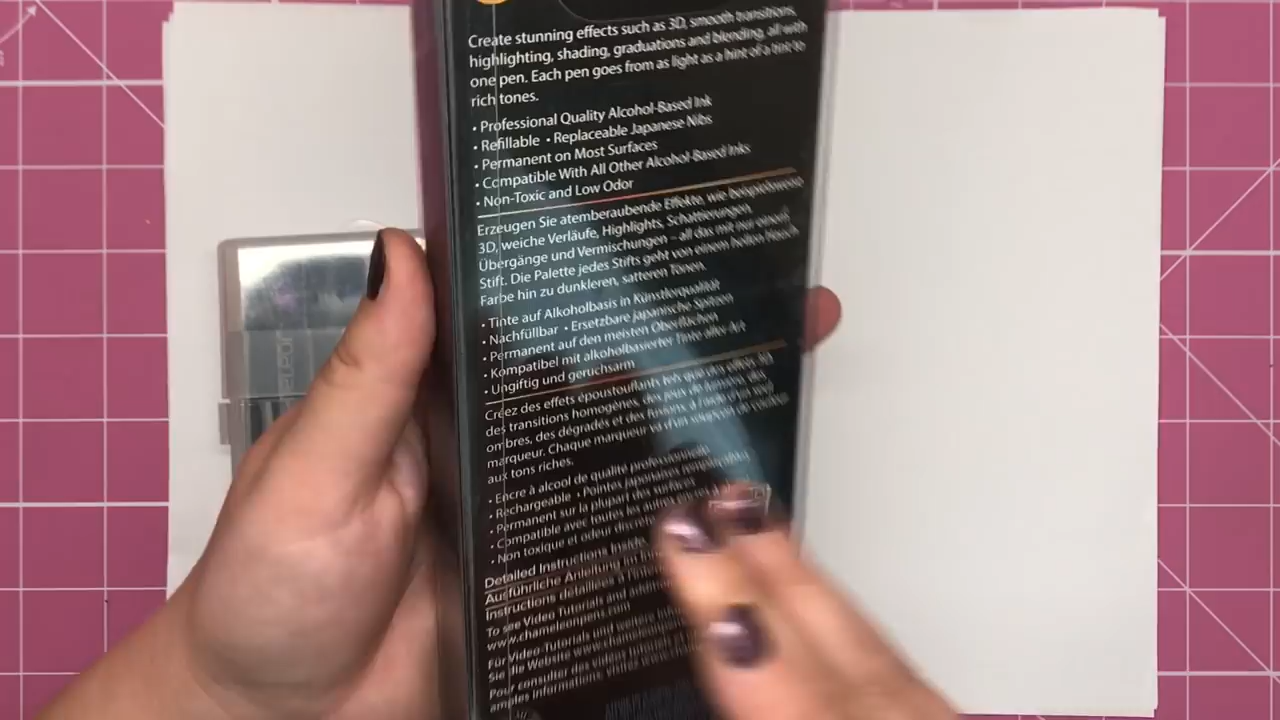 Create stunning effects such as 3D, smooth transitions,
highlighting, shading, graduations and blending, all with
one pen. Each pen goes from as light as a hint of a tint to
rich tones.
• Professional Quality Alcohol-Based Ink
• Refillable • Replaceable Japanese Nibs
• Permanent on Most Surfaces
• Compatible With All Other Alcohol-Based Inks
• Non-Toxic and Low Odor
Erzeugen Sie atemberaubende Effekte, wie beispielsweise
3D, weiche Verläufe, Highlights, Schattierungen,
Übergänge und Vermischungen – all das mit nur einem
Stift. Die Palette jedes Stifts geht von einem hellen Hauch
Farbe hin zu dunkleren, satteren Tönen.
• Tinte auf Alkoholbasis in Künstlerqualität
• Nachfüllbar • Ersetzbare japanische Spitzen
• Permanent auf den meisten Oberflächen
• Kompatibel mit alkoholbasierter Tinte aller Art
• Ungiftig und geruchsarm
Créez des effets époustouflants tels que des effets 3D,
des transitions homogènes, des jeux de lumière, des
ombres, des dégradés et des fusions, à l'aide d'un seul
marqueur. Chaque marqueur va d'un
aux tons riches.
• Encre à alcool de qualité professionnelle
• Rechargeable • Pointes japonaises remplaçables
• Permanent sur la plupart des surfaces
• Compatible avec toutes les autres
• Non toxique et odeur
Detailed Instructions Inside
Ausführliche Anleitung im
Instructions détaillées à
To see Video Tutorials and
www.chameleonpens.com
Für Video-Tutorials und weitere
Sie die Website
Pour consulter des vidéos
amples informations,